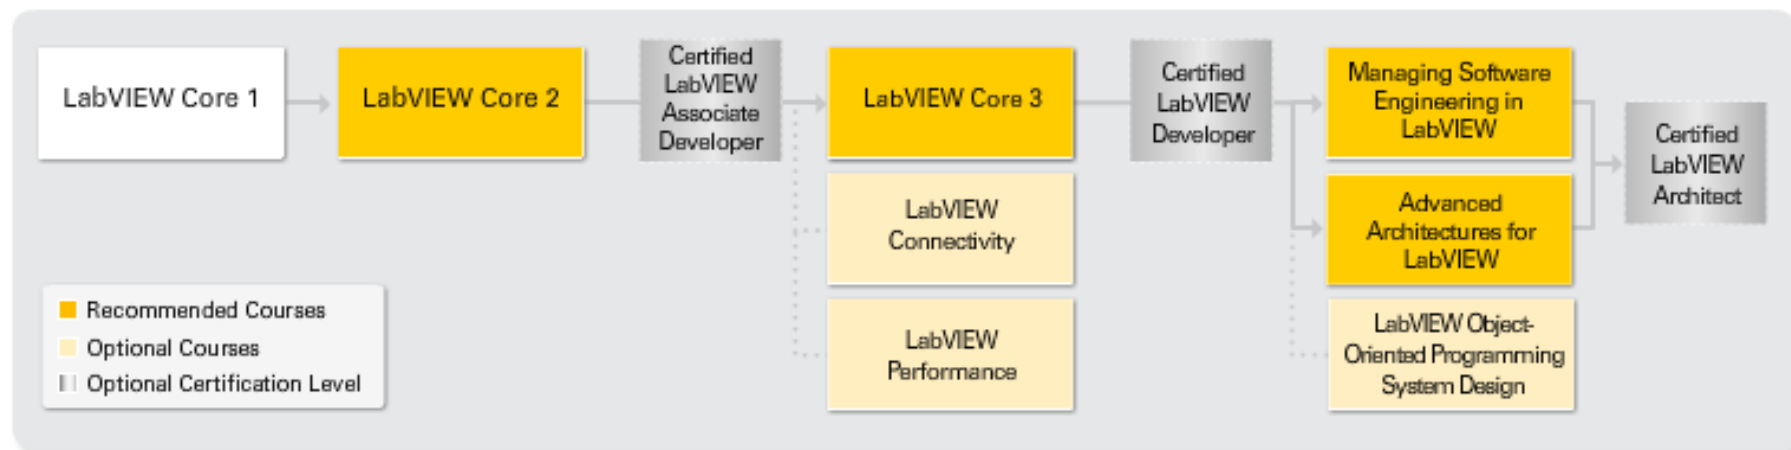 LabVIEW Core 1
LabVIEW Core 2
Certified
LabVIEW
Associate
Developer
LabVIEW Core 3
LabVIEW
Connectivity
LabVIEW
Performance
Certified
LabVIEW
Developer
Managing Software
Engineering in
LabVIEW
Advanced
Architectures for
LabVIEW
LabVIEW Object-
Oriented Programming
System Design
Certified
LabVIEW
Architect
Recommended Courses
Optional Courses
Optional Certification Level